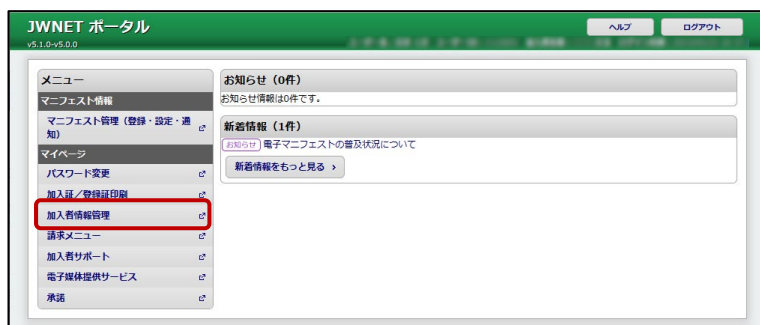 JWNET ポータル
v5.1.0-v5.0.0
ヘルプ
ログアウト
メニュー
マニフェスト情報
マニフェスト管理（登録・設定・通
知）
マイページ
パスワード変更
加入証／登録証印刷
加入者情報管理
請求メニュー
加入者サポート
電子媒体提供サービス
承諾
お知らせ（0件）
お知らせ情報は0件です。
新着情報（1件）
お知らせ 電子マニフェストの普及状況について
新着情報をもっと見る ›